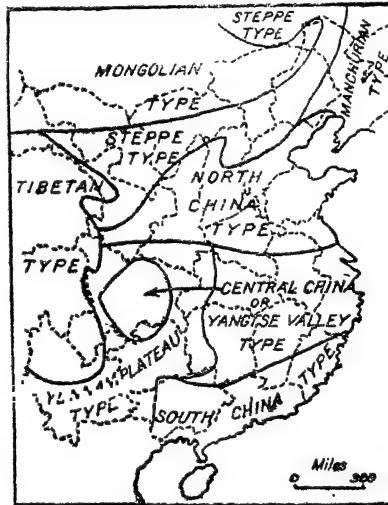 STEPPE
TYPE
MONGOLIAN
TYPE
MANCHURIAN
TYPE
STEPPE
TYPE
TIBETAN
TYPE
NORTH
CHINA
TYPE
CENTRAL CHINA
OR
YANGTSE VALLEY
TYPE
PLATEAU
TYPE
SOUTH CHINA
TYPE
Miles
0 300